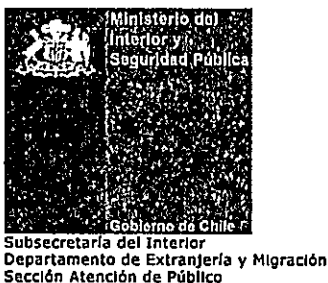 Ministerio del
Interior y
Seguridad Pública
Gobierno de Chile
Subsecretaría del Interior
Departamento de Extranjería y Migración
Sección Atención de Público